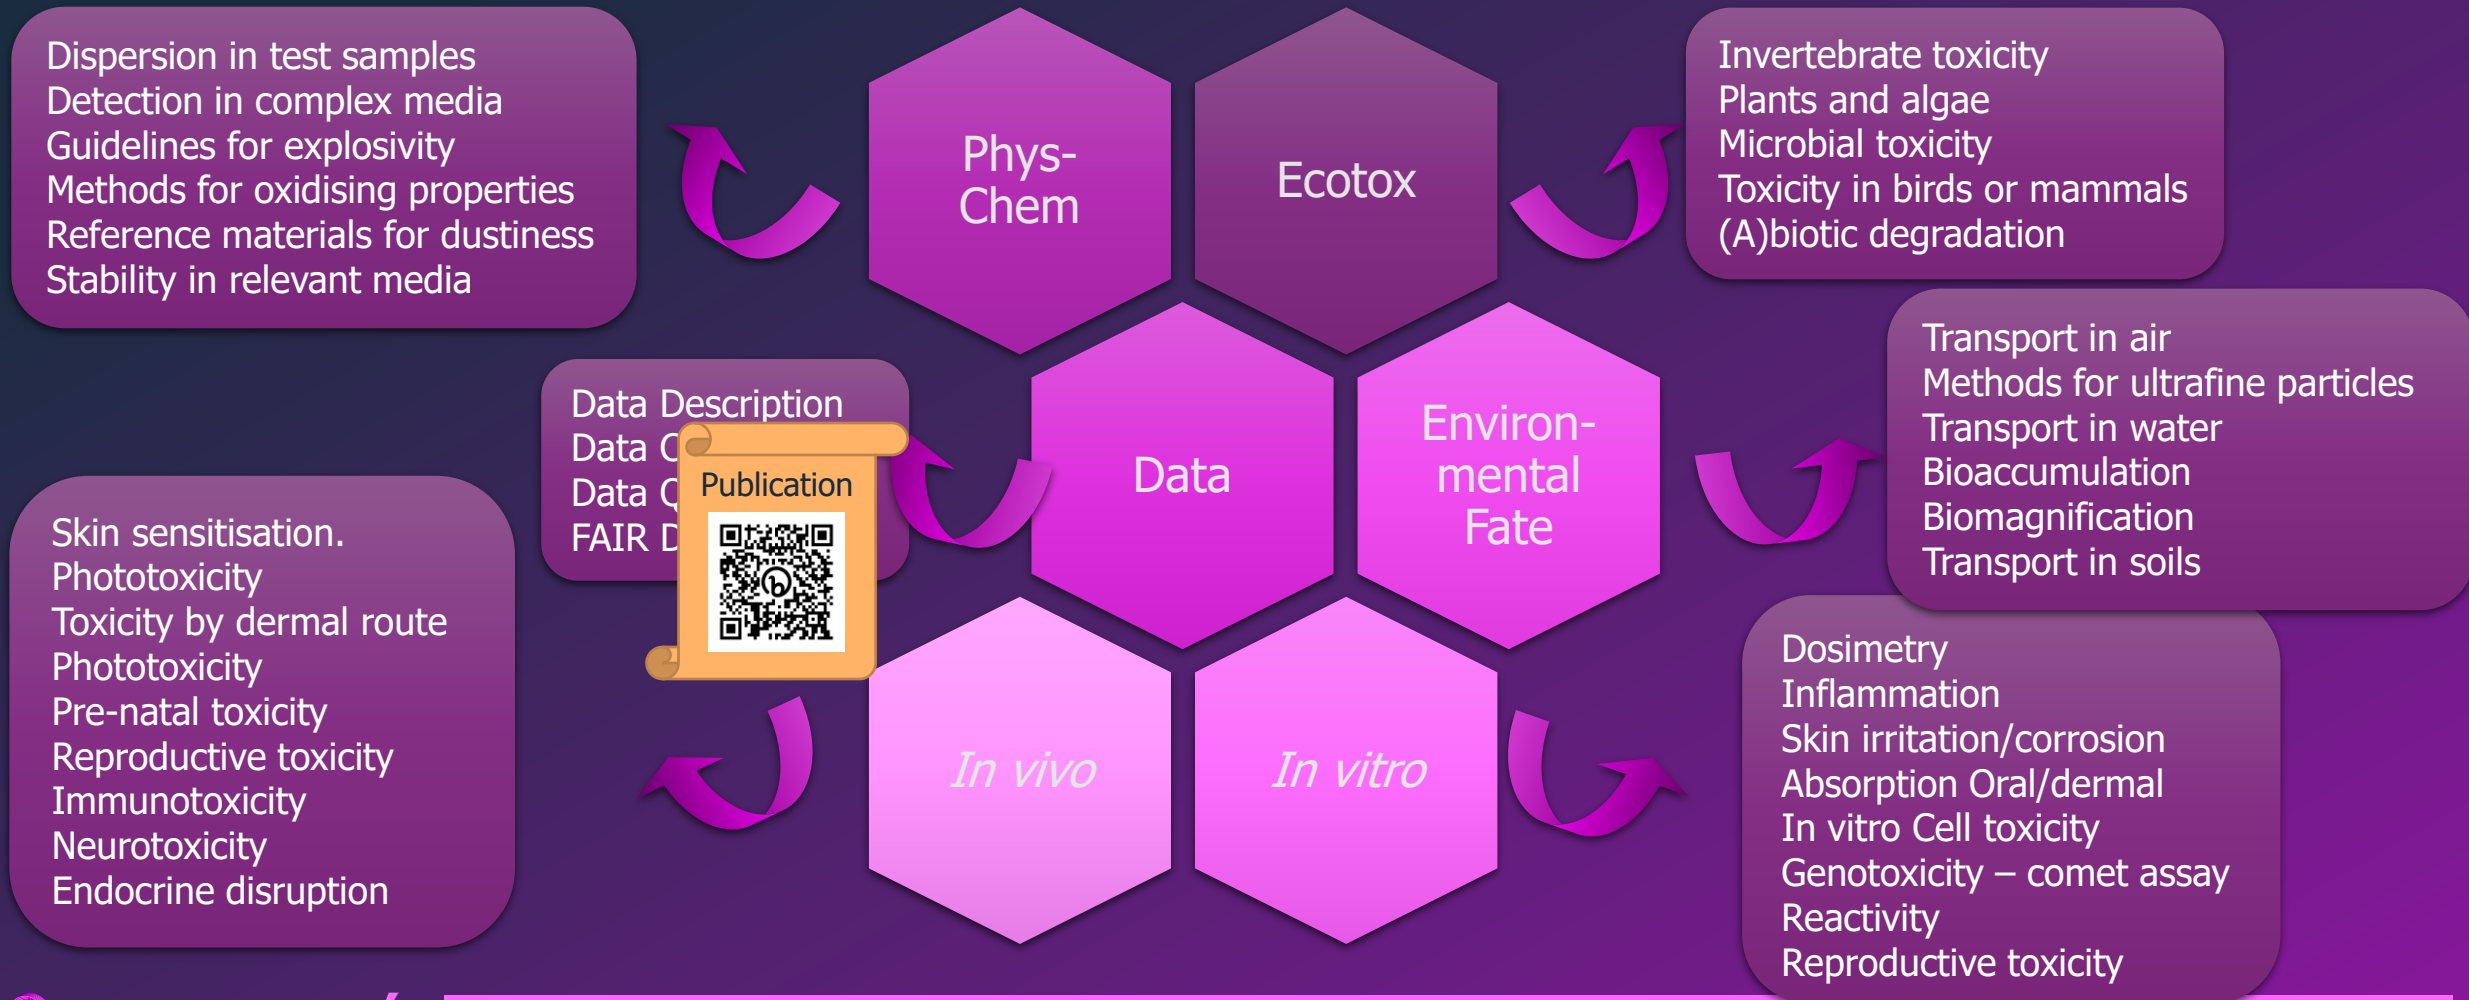 Dispersion in test samples
Detection in complex media
Guidelines for explosivity
Methods for oxidising properties
Reference materials for dustiness
Stability in relevant media
Phys-
Chem
Ecotox
Invertebrate toxicity
Plants and algae
Microbial toxicity
Toxicity in birds or mammals
(A)biotic degradation
Data Description
Data
Data
FAIR
Publication
Data
Environ-
mental
Fate
Transport in air
Methods for ultrafine particles
Transport in water
Bioaccumulation
Biomagnification
Transport in soils
Skin sensitisation.
Phototoxicity
Toxicity by dermal route
Phototoxicity
Pre-natal toxicity
Reproductive toxicity
Immunotoxicity
Neurotoxicity
Endocrine disruption
In vivo
In vitro
Dosimetry
Inflammation
Skin irritation/corrosion
Absorption Oral/dermal
In vitro Cell toxicity
Genotoxicity – comet assay
Reactivity
Reproductive toxicity